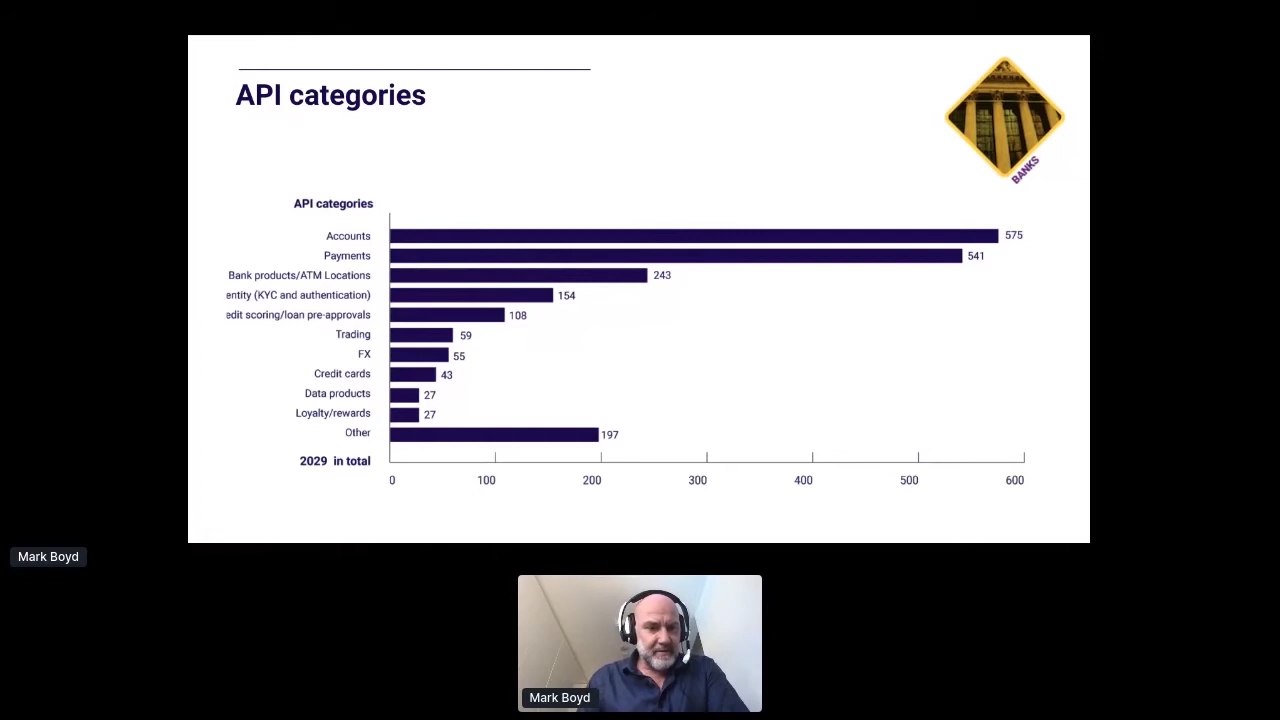 API categories
BANKS
API categories
Accounts 575
Payments 541
Bank products/ATM Locations 243
entity (KYC and authentication) 154
edit scoring/loan pre-approvals 108
Trading 59
FX 55
Credit cards 43
Data products 27
Loyalty/rewards 27
Other 197
2029 in total
0 100 200 300 400 500 600
Mark Boyd
Mark Boyd